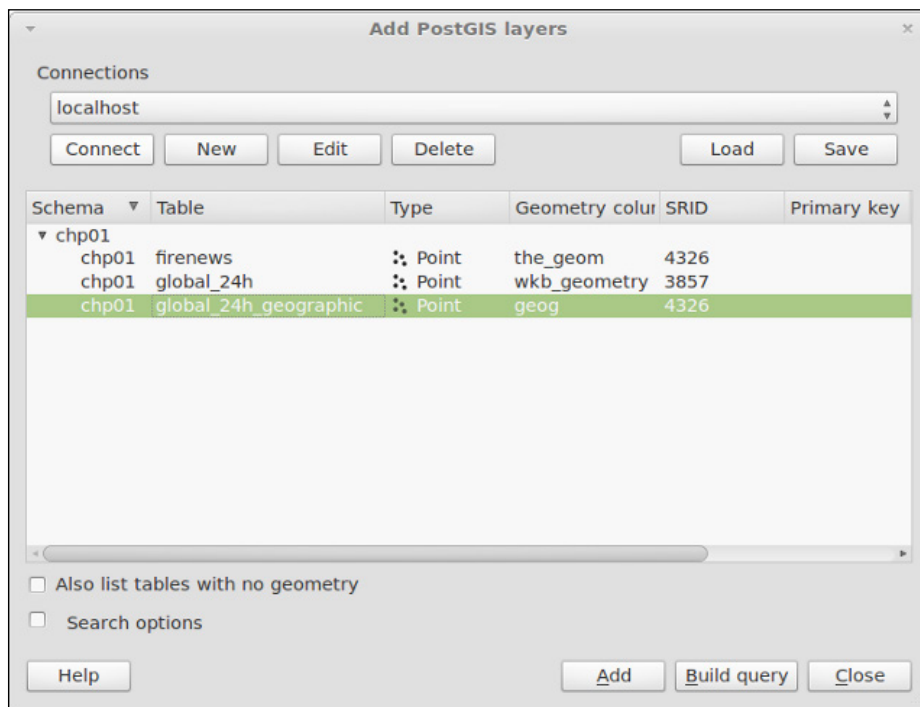 Add PostGIS layers
Connections
localhost
Connect New Edit Delete Load Save
Schema Table Type Geometry colur SRID Primary key
chp01
chp01 firenews Point the_geom 4326
chp01 global_24h Point wkb_geometry 3857
chp01 global_24h_geographic Point geog 4326
Also list tables with no geometry
Search options
Help Add Build query Close